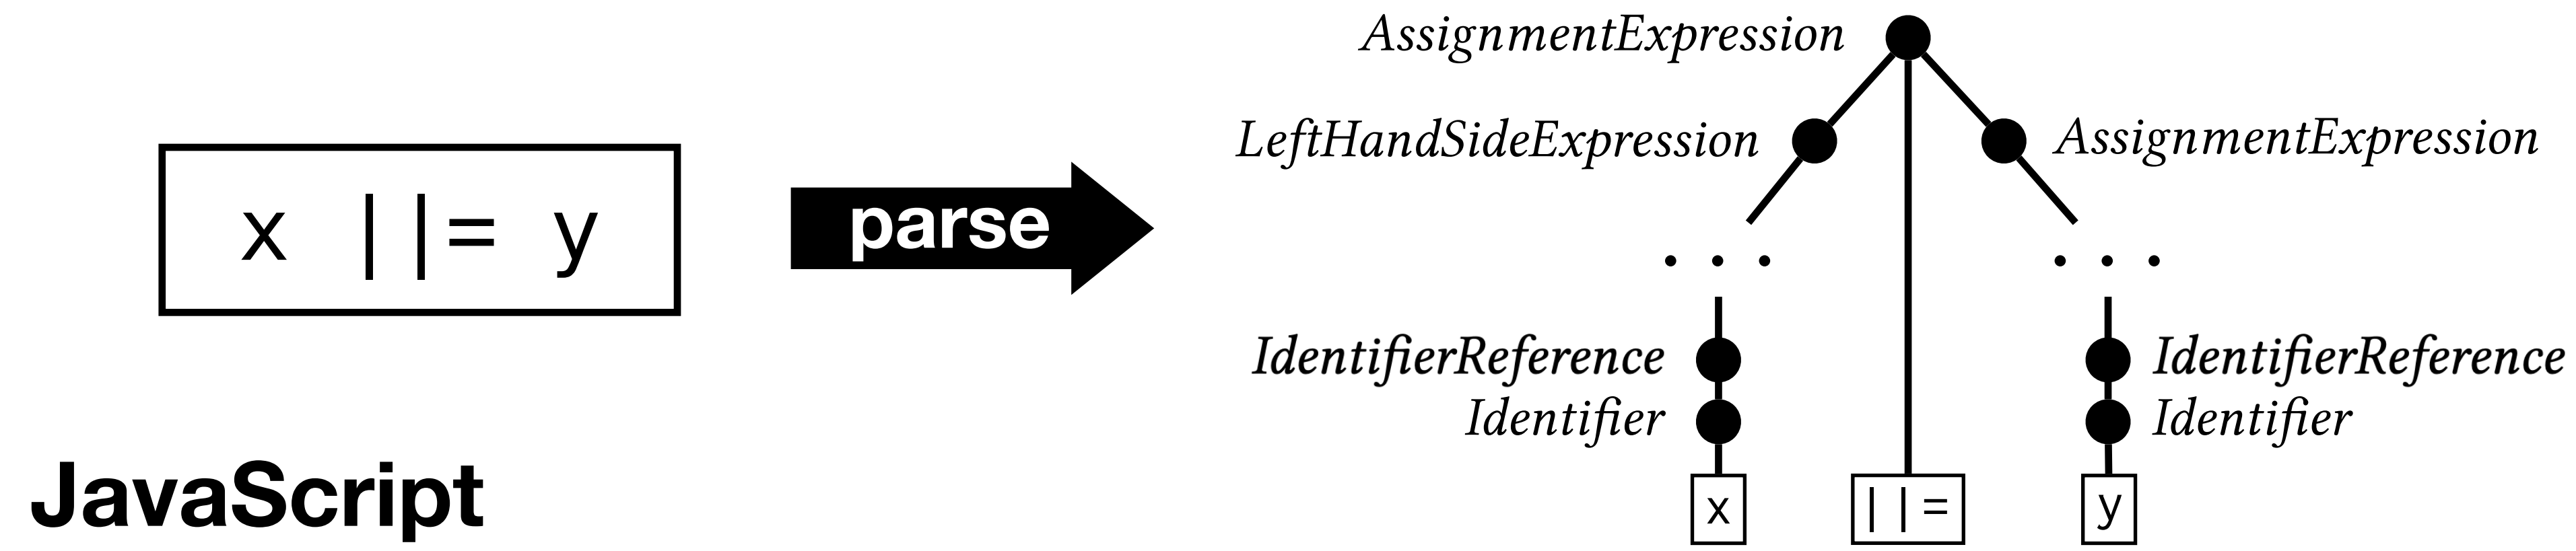 x ||= y
JavaScript
parse
AssignmentExpression
LeftHandSideExpression
AssignmentExpression
. . .
. . .
IdentifierReference
IdentifierReference
Identifier
Identifier
x
||=
y